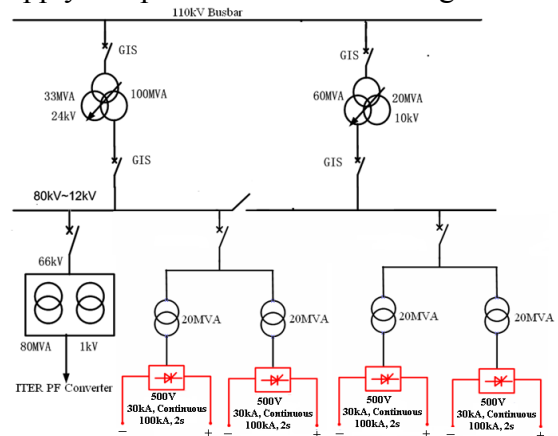 110kV Busbar
GIS
GIS
33MVA
100MVA
24kV
60MVA
20MVA
10kV
GIS
GIS
80kV~12kV
66kV
20MVA
20MVA
20MVA
20MVA
80MVA
1kV
ITER PF Converter
500V
30kA, Continuous
100kA, 2s
− +
500V
30kA, Continuous
100kA, 2s
− +
500V
30kA, Continuous
100kA, 2s
− +
500V
30kA, Continuous
100kA, 2s
− +